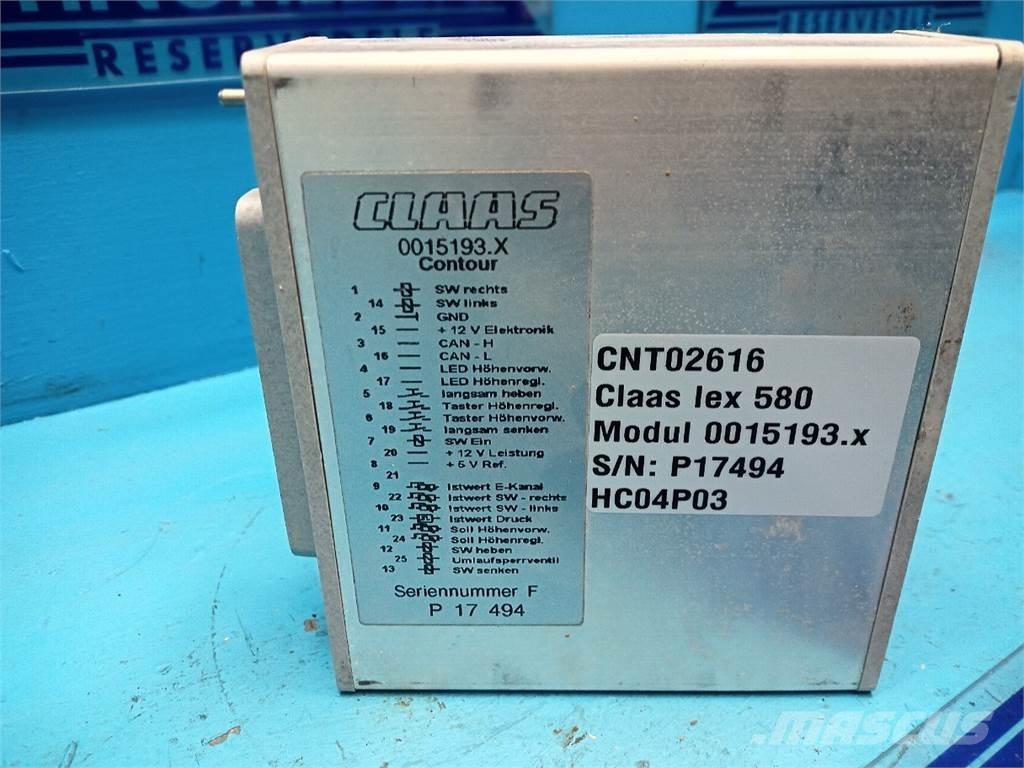 RESERVEDELE
CLAAS
0015193.X
Contour
1 SW rechts
14 SW links
2 GND
15 + 12 V Elektronik
3 CAN - H
16 CAN - L
4 LED Höhenvorw.
17 LED Höhenregl.
5 langsam heben
18 Taster Höhenregl.
6 Taster Höhenvorw.
19 langsam senken
7 SW Ein
20 + 12 V Leistung
8 + 5 V Ref.
21
9 Istwert E-Kanal
22 Istwert SW - rechts
10 Istwert SW - links
23 Istwert Druck
11 Soll Höhenvorw.
24 Soll Höhenregl.
12 SW heben
25 Umlaufsperrventil
13 SW senken
Seriennummer F
P 17 494
CNT02616
Claas lex 580
Modul 0015193.x
S/N: P17494
HC04P03
MASCUS